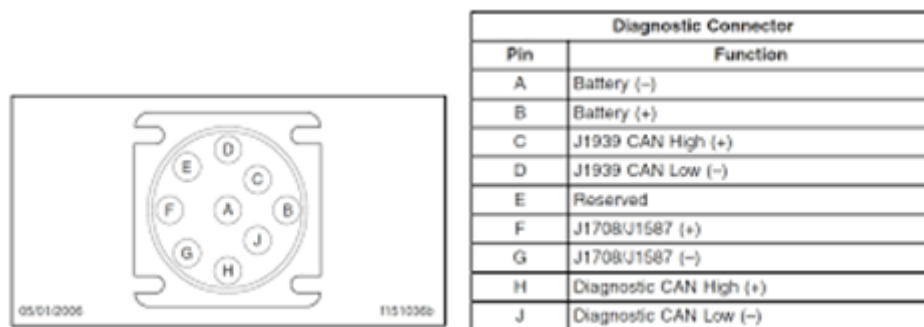 D
E
C
F
A
B
J
G
H
05/01/2006
f151036b
Diagnostic Connector
Pin Function
A Battery (–)
B Battery (+)
C J1939 CAN High (+)
D J1939 CAN Low (–)
E Reserved
F J1708/J1587 (+)
G J1708/J1587 (–)
H Diagnostic CAN High (+)
J Diagnostic CAN Low (–)